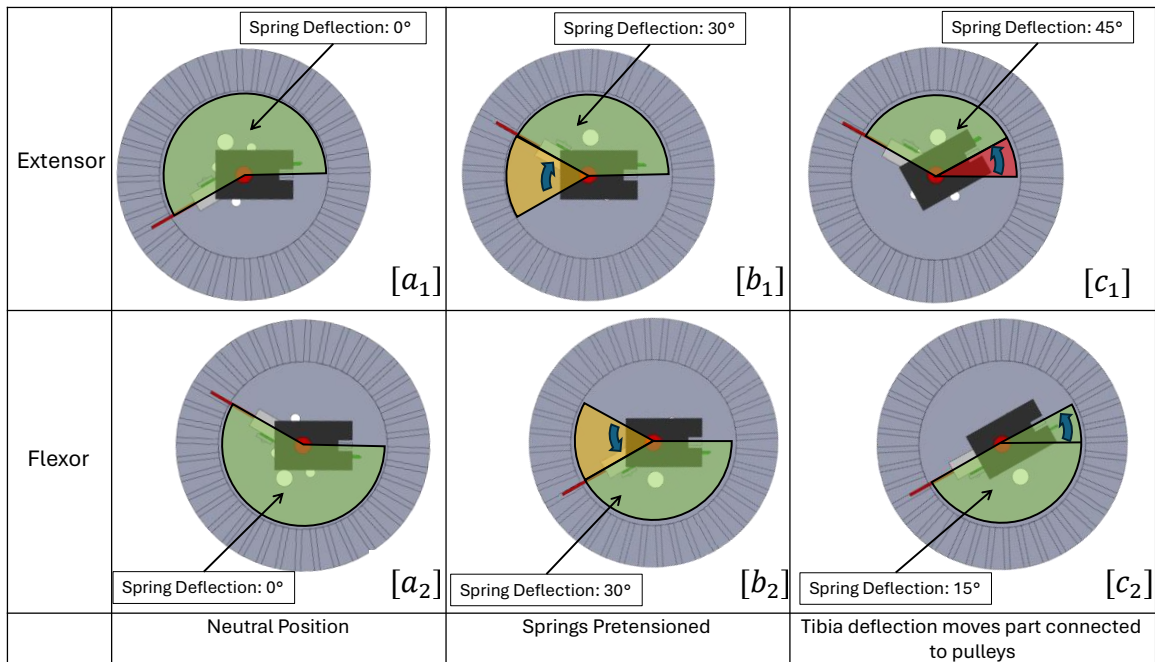 Spring Deflection: 0°
Spring Deflection: 30°
Spring Deflection: 45°
Extensor
[a₁]
[b₁]
[c₁]
Flexor
Spring Deflection: 0°
[a₂]
Spring Deflection: 30°
[b₂]
Spring Deflection: 15°
[c₂]
Neutral Position
Springs Pretensioned
Tibia deflection moves part connected
to pulleys